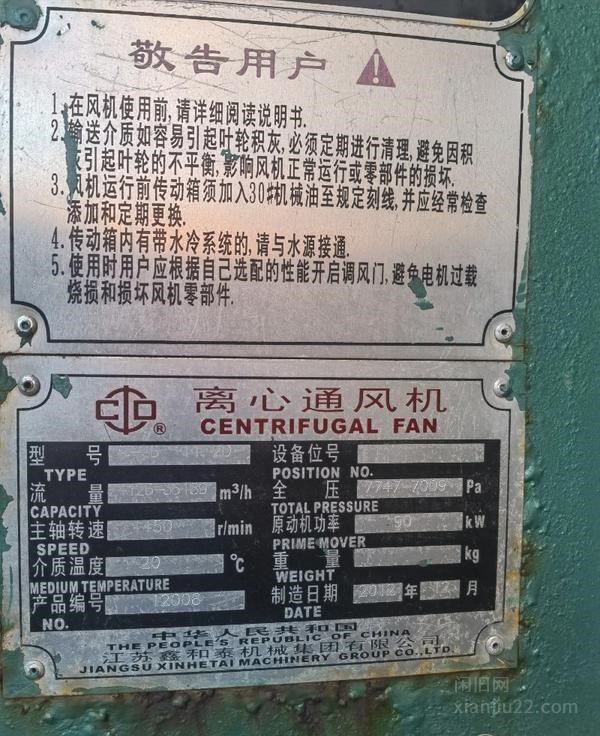 敬告用户
1.在风机使用前,请详细阅读说明书.
2.输送介质如容易引起叶轮积灰,必须定期进行清理,避免因积
灰引起叶轮的不平衡,影响风机正常运行或零部件的损坏.
3.风机运行前传动箱须加入30#机械油至规定刻线,并应经常检查
添加和定期更换.
4.传动箱内有带水冷系统的,请与水源接通.
5.使用时用户应根据自己选配的性能开启调风门,避免电机过载
烧损和损坏风机零部件.
离心通风机
CENTRIFUGAL FAN
型号 设备位号
TYPE POSITION NO.
流量 m³/h 全压 7747-7009 Pa
CAPACITY TOTAL PRESSURE
主轴转速 1450 r/min 原动机功率 90 kW
SPEED PRIME MOVER
介质温度 20 ℃ 重量 kg
MEDIUM TEMPERATURE WEIGHT
产品编号 12008 制造日期 2012 年 12 月
NO. DATE
中华人民共和国
THE PEOPLE'S REPUBLIC OF CHINA
江苏鑫和泰机械集团有限公司
JIANGSU XINHETAI MACHINERY GROUP CO.,LTD.
闲旧网
xianjiu22.com